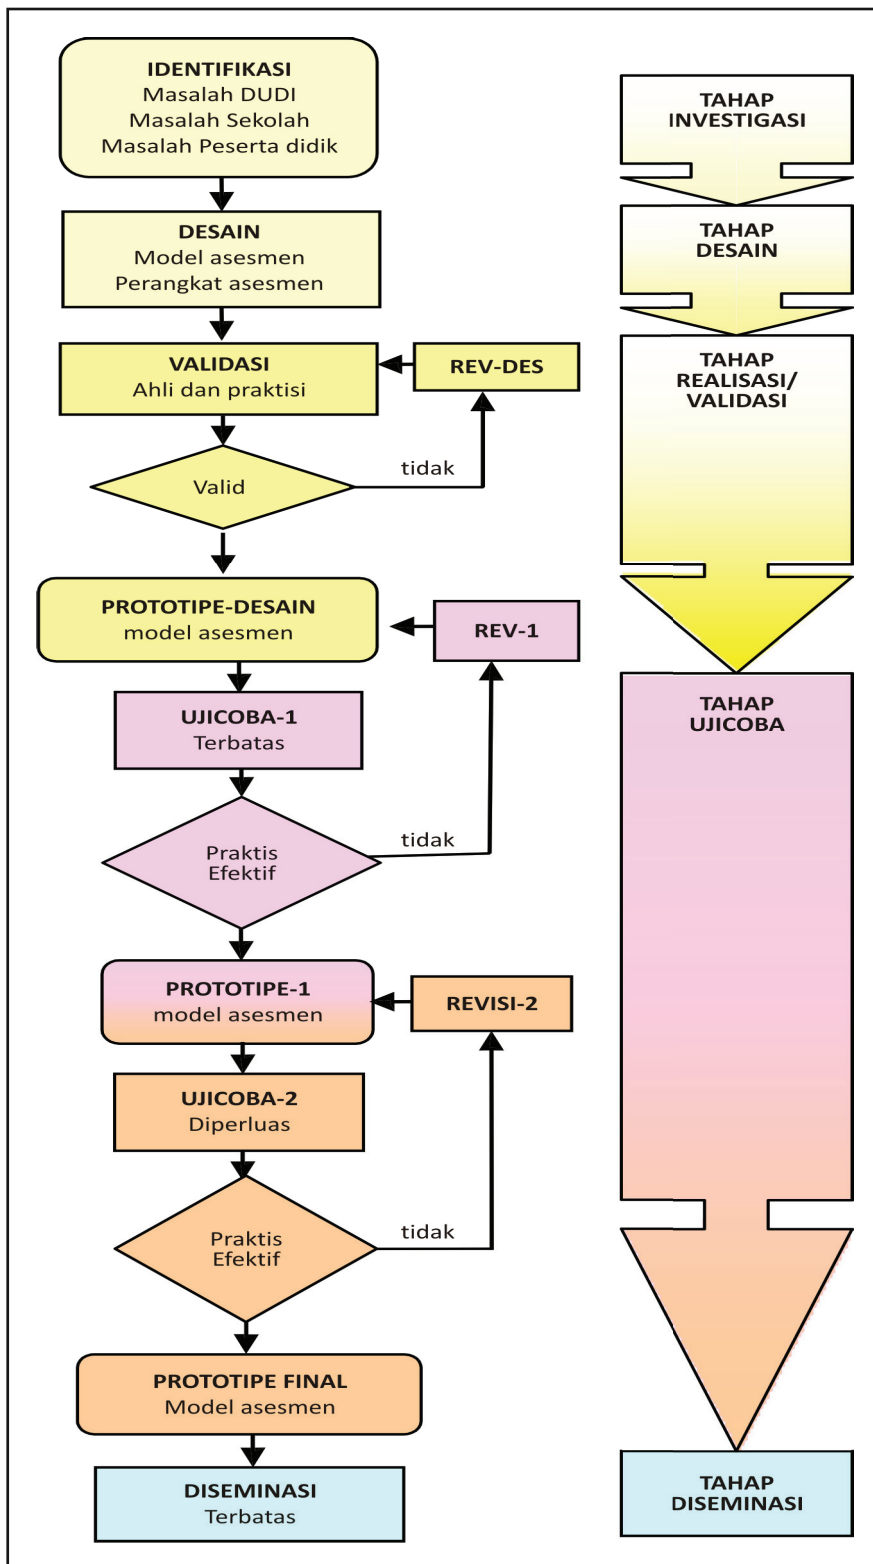 IDENTIFIKASI
Masalah DUDI
Masalah Sekolah
Masalah Peserta didik
DESAIN
Model asesmen
Perangkat asesmen
VALIDASI
Ahli dan praktisi
REV-DES
tidak
Valid
PROTOTIPE-DESAIN
model asesmen
REV-1
UJICOBA-1
Terbatas
tidak
Praktis
Efektif
PROTOTIPE-1
model asesmen
REVISI-2
UJICOBA-2
Diperluas
tidak
Praktis
Efektif
PROTOTIPE FINAL
Model asesmen
DISEMINASI
Terbatas
TAHAP
INVESTIGASI
TAHAP
DESAIN
TAHAP
REALISASI/
VALIDASI
TAHAP
UJICOBA
TAHAP
DISEMINASI